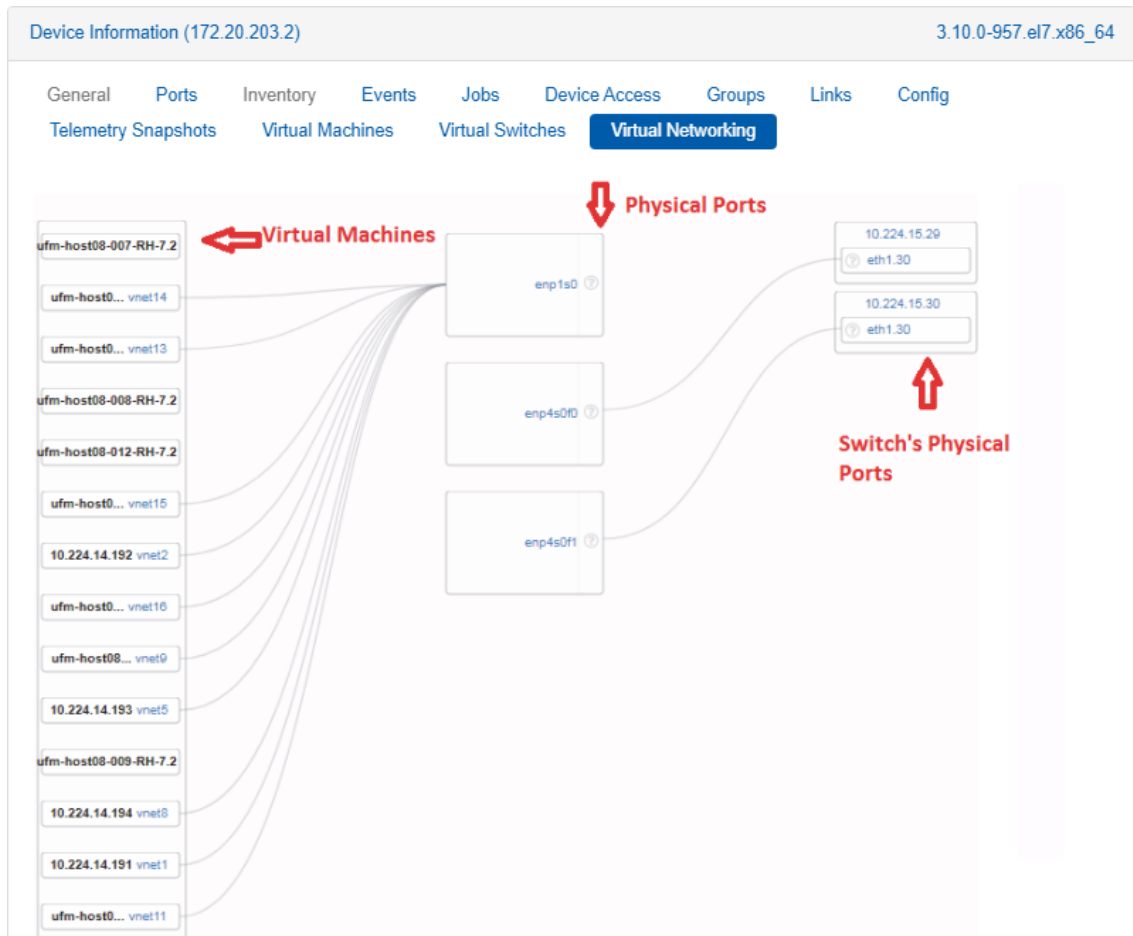 Device Information (172.20.203.2) 3.10.0-957.el7.x86_64
General Ports Inventory Events Jobs Device Access Groups Links Config
Telemetry Snapshots Virtual Machines Virtual Switches Virtual Networking
Virtual Machines
Physical Ports
Switch's Physical
Ports
ufm-host08-007-RH-7.2
ufm-host0... vnet14
ufm-host0... vnet13
ufm-host08-008-RH-7.2
ufm-host08-012-RH-7.2
ufm-host0... vnet15
10.224.14.192 vnet2
ufm-host0... vnet16
ufm-host08... vnet9
10.224.14.193 vnet5
ufm-host08-009-RH-7.2
10.224.14.194 vnet8
10.224.14.191 vnet1
ufm-host0... vnet11
enp1s0 ?
enp4s0f0 ?
enp4s0f1 ?
10.224.15.29
? eth1.30
10.224.15.30
? eth1.30